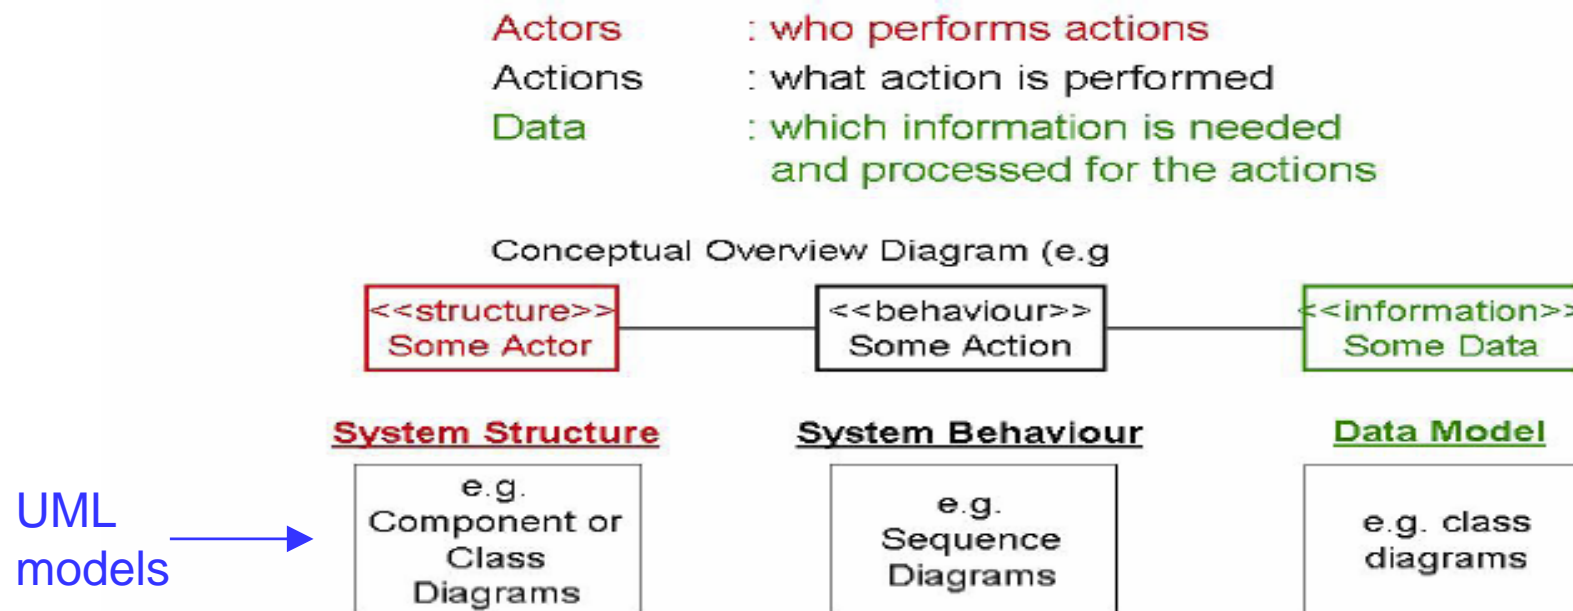 Actors : who performs actions
Actions : what action is performed
Data : which information is needed
and processed for the actions
Conceptual Overview Diagram (e.g
<<structure>>
Some Actor
<<behaviour>>
Some Action
<<information>>
Some Data
System Structure
System Behaviour
Data Model
UML
models
e.g.
Component or
Class
Diagrams
e.g.
Sequence
Diagrams
e.g. class
diagrams